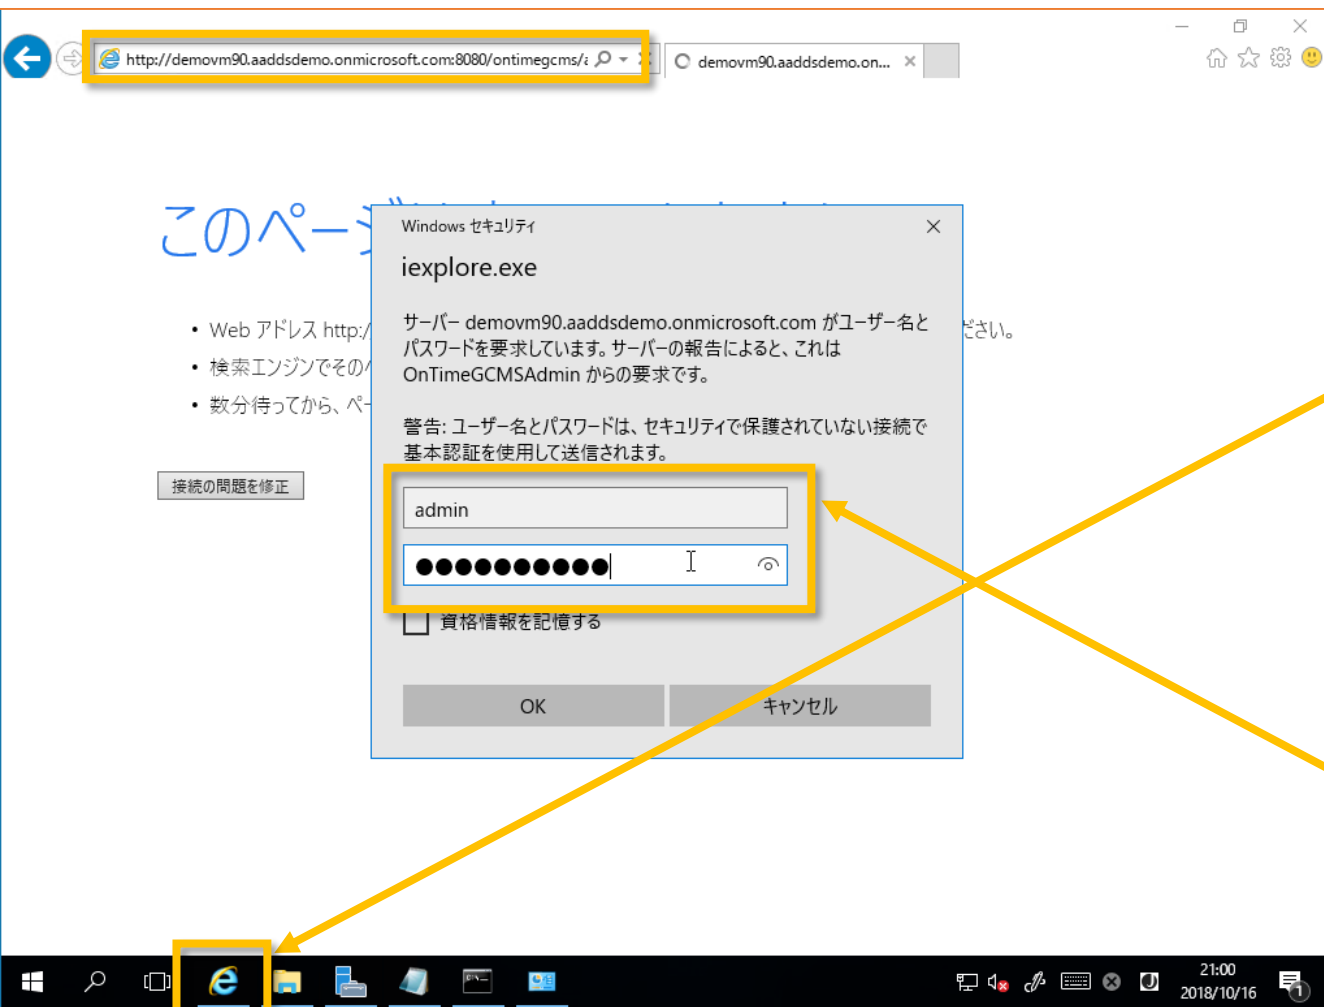 http://demovm90.aaddsdemo.onmicrosoft.com:8080/ontimegcms/
demovm90.aaddsdemo.on...
このペー
Windows セキュリティ
iexplore.exe
サーバー demovm90.aaddsdemo.onmicrosoft.com がユーザー名と
パスワードを要求しています。サーバーの報告によると、これは
OnTimeGCMSAdmin からの要求です。
警告: ユーザー名とパスワードは、セキュリティで保護されていない接続で
基本認証を使用して送信されます。
admin
●●●●●●●●●●
資格情報を記憶する
OK
キャンセル
• Web アドレス http:/
ださい。
• 検索エンジンでその
• 数分待ってから、ペー
接続の問題を修正
21:00
2018/10/16
1